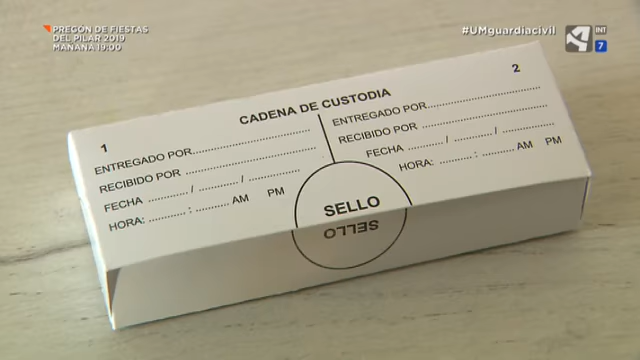 PREGÓN DE FIESTAS
DEL PILAR 2019
MAÑANA 19:00
#UMguardiacivil
INT
7
CADENA DE CUSTODIA
1
ENTREGADO POR..............................
RECIBIDO POR ..............................
FECHA ........... / ........... / ..............
HORA: ........... : ........... AM PM
2
ENTREGADO POR..............................
RECIBIDO POR ..............................
FECHA ........... / ........... / ..............
HORA: ........... : ........... AM PM
SELLO
SELLO